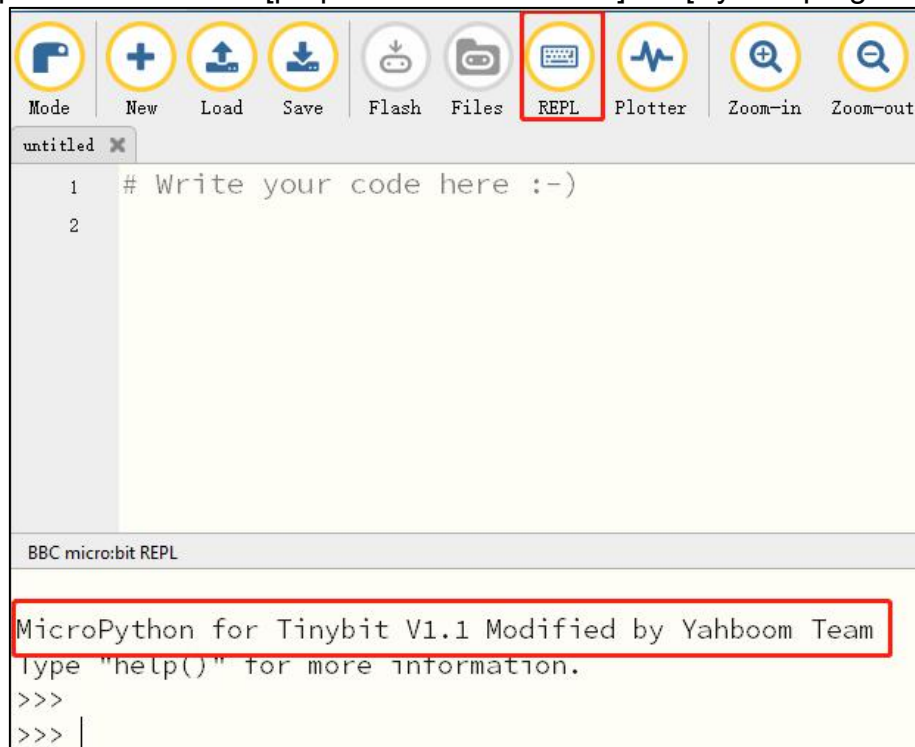 Mode New Load Save Flash Files REPL Plotter Zoom-in Zoom-out
untitled
1 # Write your code here :-)
2
BBC micro:bit REPL
MicroPython for Tinybit V1.1 Modified by Yahboom Team
Type "help()" for more information.
>>>
>>>